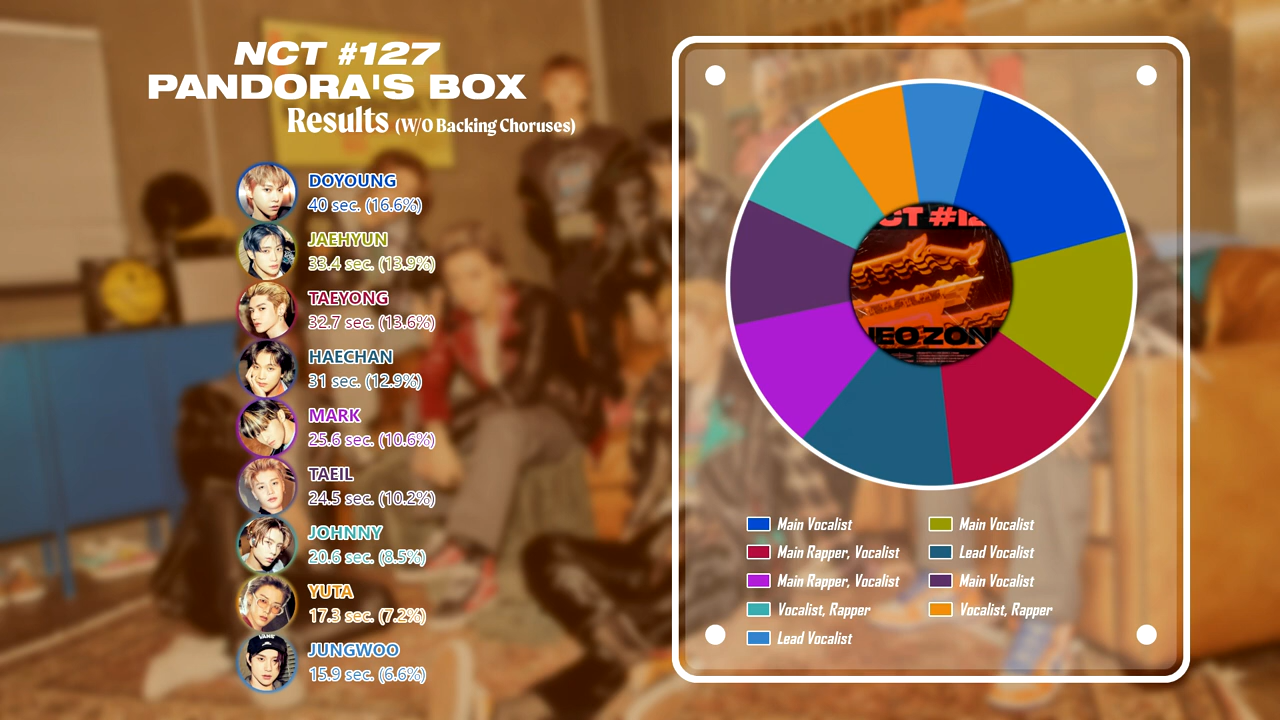 NCT #127
PANDORA'S BOX
Results (W/O Backing Choruses)
DOYOUNG
40 sec. (16.6%)
JAEHYUN
33.4 sec. (13.9%)
TAEYONG
32.7 sec. (13.6%)
HAECHAN
31 sec. (12.9%)
MARK
25.6 sec. (10.6%)
TAEIL
24.5 sec. (10.2%)
JOHNNY
20.6 sec. (8.5%)
YUTA
17.3 sec. (7.2%)
JUNGWOO
15.9 sec. (6.6%)
NCT #12
NEO ZONE
Main Vocalist
Main Vocalist
Main Rapper, Vocalist
Lead Vocalist
Main Rapper, Vocalist
Main Vocalist
Vocalist, Rapper
Vocalist, Rapper
Lead Vocalist